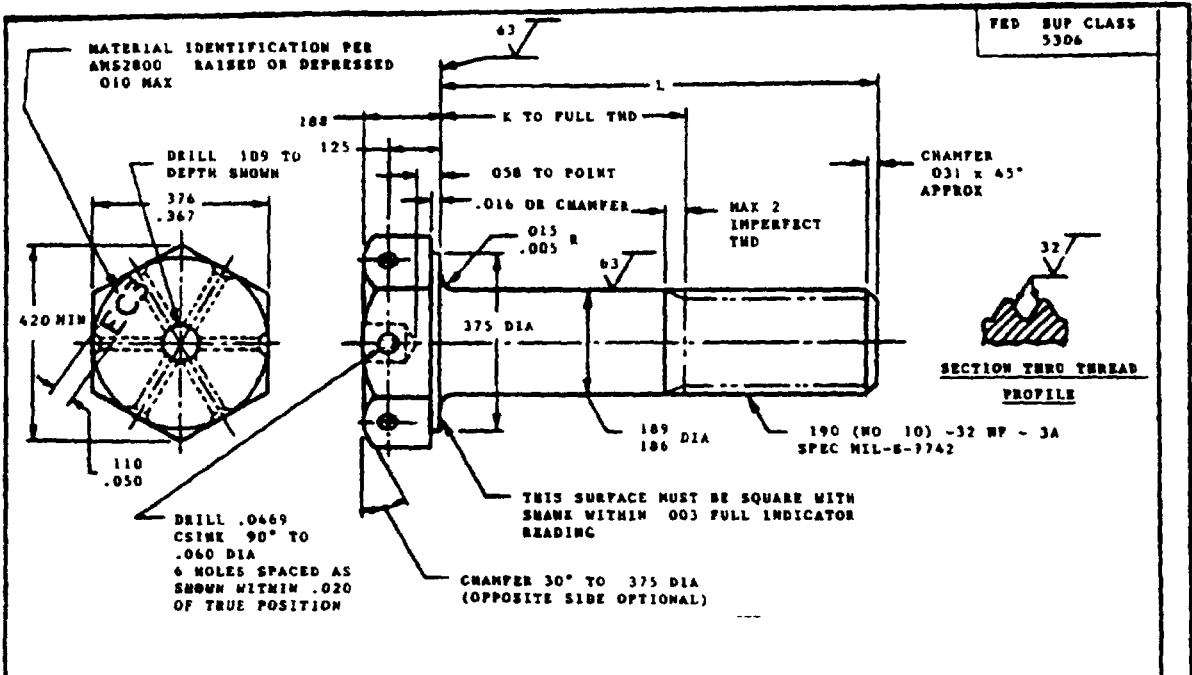 FED SUP CLASS
5306
63
MATERIAL IDENTIFICATION PER
AMS2800 RAISED OR DEPRESSED
010 MAX
L
188
K TO FULL THD
125
DRILL 109 TO
DEPTH SHOWN
058 TO POINT
CHAMFER
031 x 45°
APPROX
376
.367
.016 OR CHAMFER
MAX 2
IMPERFECT
THD
015
.005 R
63
32
EC3
420 MIN
375 DIA
SECTION THRU THREAD
PROFILE
189
186 DIA
190 (NO 10) -32 NF - 3A
SPEC MIL-S-7742
110
.050
THIS SURFACE MUST BE SQUARE WITH
SHANK WITHIN 003 FULL INDICATOR
READING
DRILL .0469
CSINK 90° TO
.060 DIA
6 HOLES SPACED AS
SHOWN WITHIN .020
OF TRUE POSITION
CHAMFER 30° TO 375 DIA
(OPPOSITE SIDE OPTIONAL)